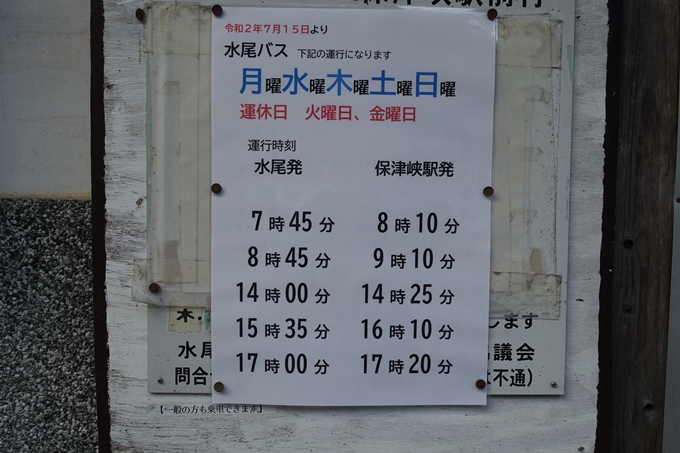 令和2年7月15日より
水尾バス 下記の運行になります
月曜水曜木曜土曜日曜
運休日 火曜日、金曜日
運行時刻
水尾発 保津峡駅発
7時45分 8時10分
8時45分 9時10分
14時00分 14時25分
15時35分 16時10分
17時00分 17時20分
します
水尾 議会
問合 は不通)
【一般の方も乗車できます】